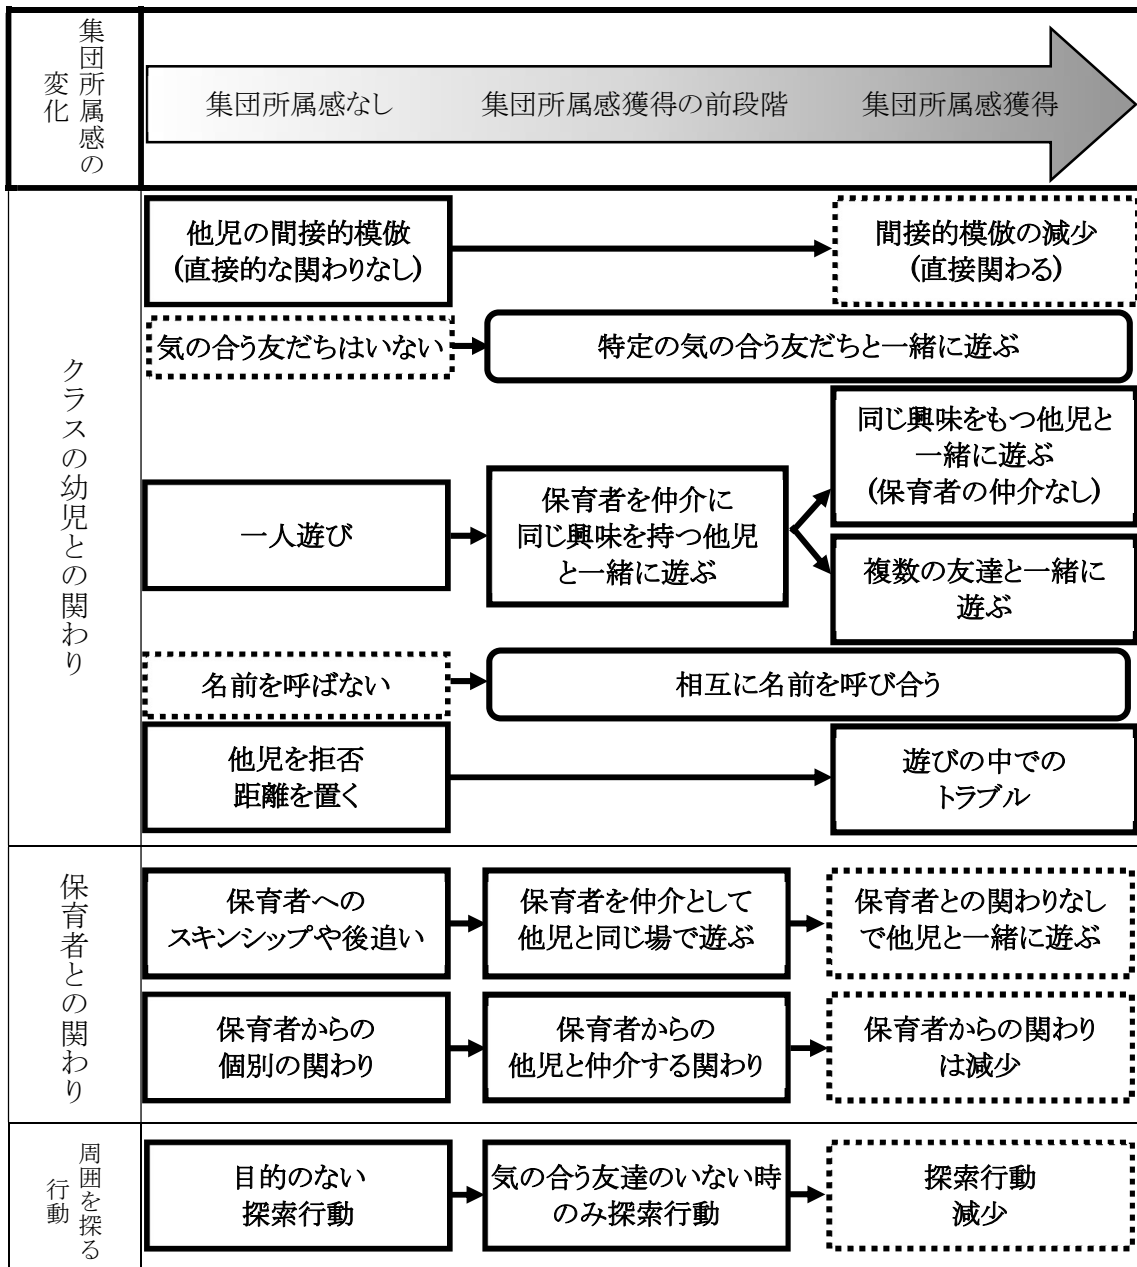 集団所属感の
変化
集団所属感なし
集団所属感獲得の前段階
集団所属感獲得
クラスの幼児との関わり
他児の間接的模倣
(直接的な関わりなし)
間接的模倣の減少
(直接関わる)
気の合う友だちはいない
特定の気の合う友だちと一緒に遊ぶ
一人遊び
保育者を仲介に
同じ興味を持つ他児
と一緒に遊ぶ
同じ興味をもつ他児と
一緒に遊ぶ
(保育者の仲介なし)
複数の友達と一緒に
遊ぶ
名前を呼ばない
相互に名前を呼び合う
他児を拒否
距離を置く
遊びの中での
トラブル
保育者との関わり
保育者への
スキンシップや後追い
保育者を仲介として
他児と同じ場で遊ぶ
保育者との関わりなし
で他児と一緒に遊ぶ
保育者からの
個別の関わり
保育者からの
他児と仲介する関わり
保育者からの関わり
は減少
周囲を探る
行動
目的のない
探索行動
気の合う友達のいない時
のみ探索行動
探索行動
減少